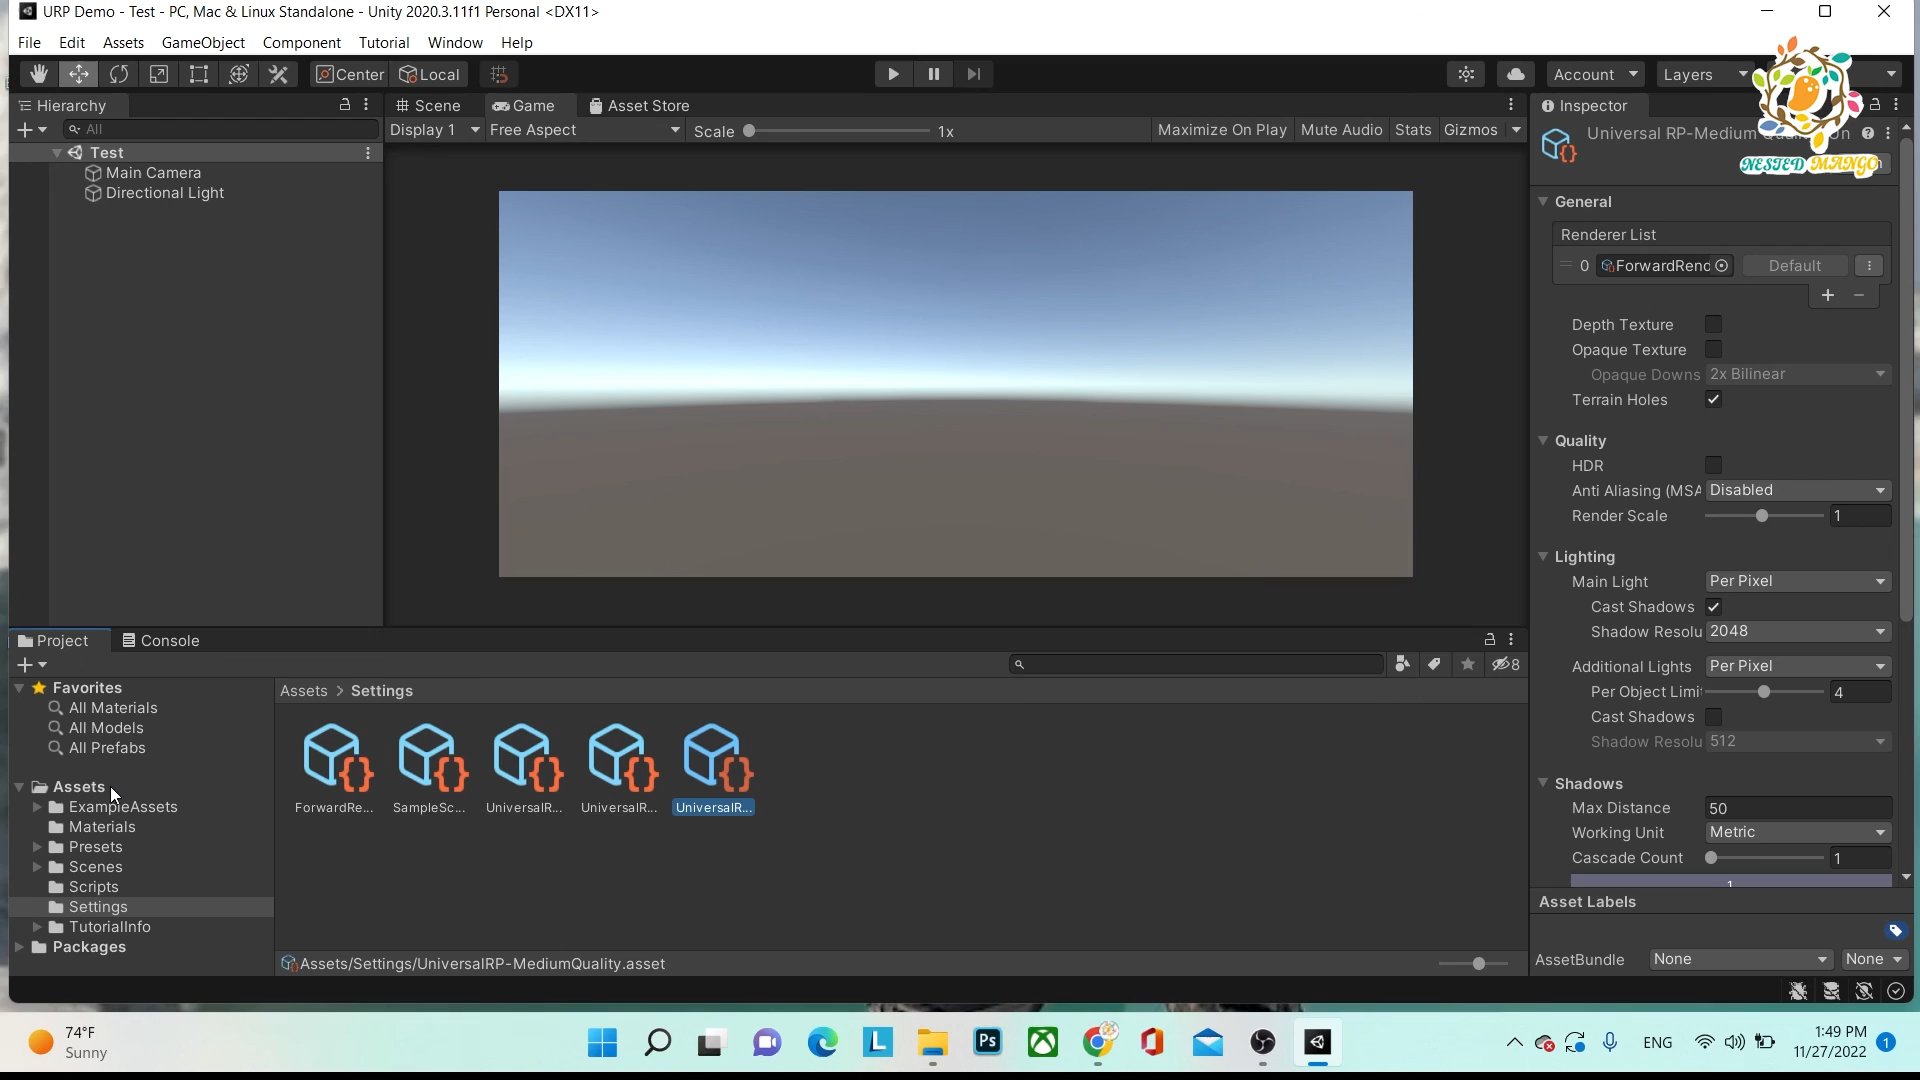 URP Demo - Test - PC, Mac & Linux Standalone - Unity 2020.3.11f1 Personal <DX11>
File Edit Assets GameObject Component Tutorial Window Help
Center Local Account Layers
NESTED MANGO
Hierarchy
All
Test
Main Camera
Directional Light
Scene Game Asset Store
Display 1 Free Aspect Scale 1x Maximize On Play Mute Audio Stats Gizmos
Inspector
Universal RP-Medium
General
Renderer List
0 ForwardRend Default
Depth Texture
Opaque Texture
Opaque Downs 2x Bilinear
Terrain Holes
Quality
HDR
Anti Aliasing (MSA Disabled
Render Scale 1
Lighting
Main Light Per Pixel
Cast Shadows
Shadow Resolu 2048
Additional Lights Per Pixel
Per Object Limit 4
Cast Shadows
Shadow Resolu 512
Shadows
Max Distance 50
Working Unit Metric
Cascade Count 1
1
Asset Labels
AssetBundle None None
Project Console
8
Favorites
All Materials
All Models
All Prefabs
Assets
ExampleAssets
Materials
Presets
Scenes
Scripts
Settings
TutorialInfo
Packages
Assets > Settings
ForwardRe... SampleSc... UniversalR... UniversalR... UniversalR...
Assets/Settings/UniversalRP-MediumQuality.asset
74°F
Sunny
L
Ps
ENG
1:49 PM
11/27/2022
1